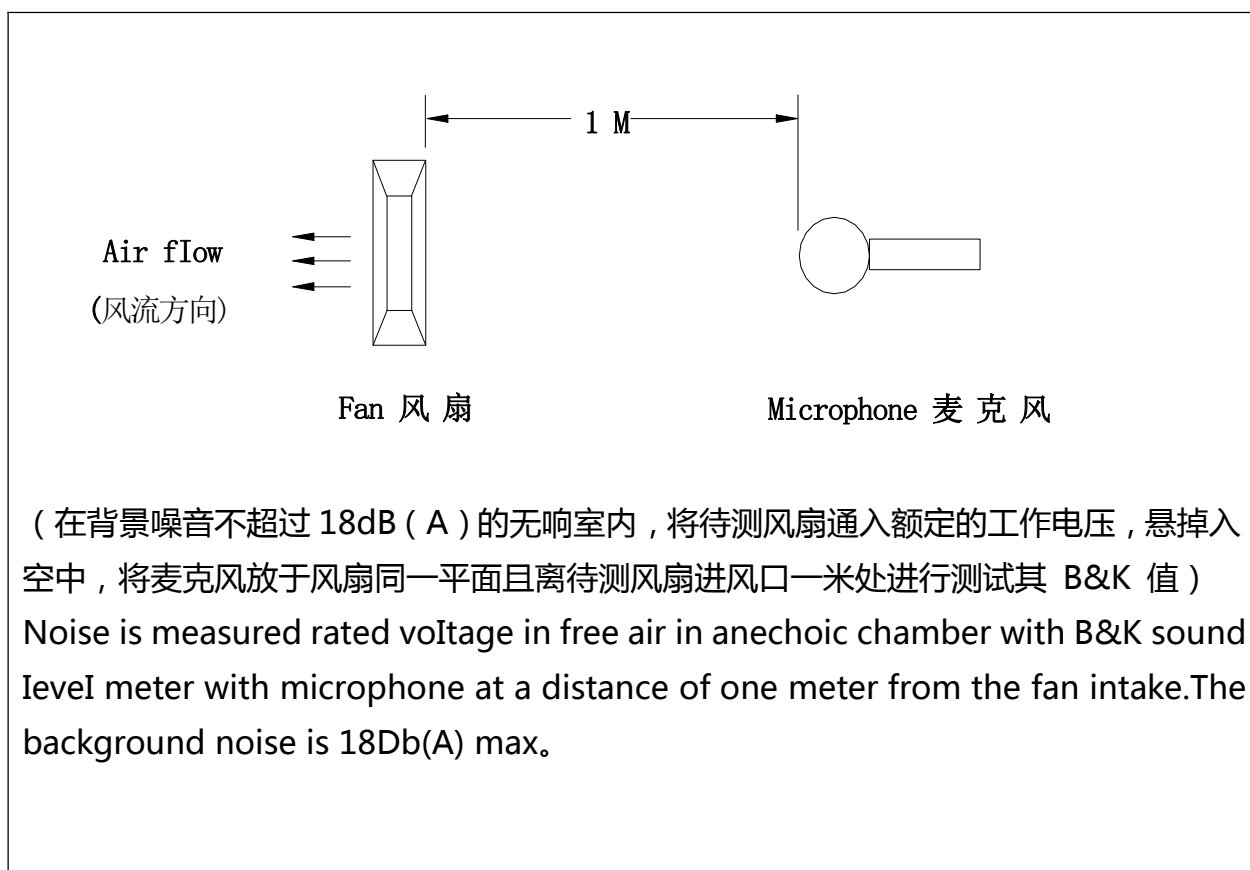 1 M
Air fIow
(风流方向)
Fan 风 扇
Microphone 麦 克 风
（在背景噪音不超过 18dB（A）的无响室内，将待测风扇通入额定的工作电压，悬掉入
空中，将麦克风放于风扇同一平面且离待测风扇进风口一米处进行测试其 B&K 值）
Noise is measured rated voItage in free air in anechoic chamber with B&K sound
IeveI meter with microphone at a distance of one meter from the fan intake.The
background noise is 18Db(A) max。